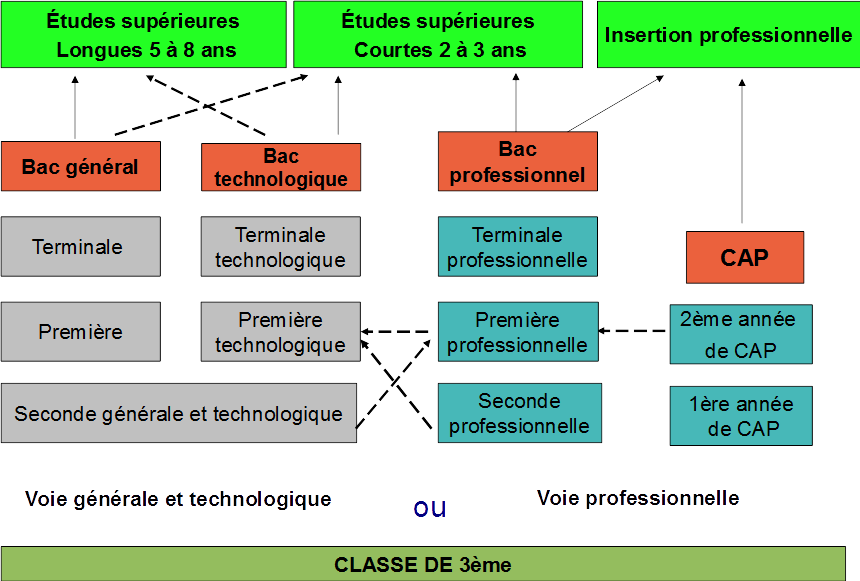 Études supérieures
Longues 5 à 8 ans
Études supérieures
Courtes 2 à 3 ans
Insertion professionnelle
Bac général
Bac
technologique
Bac
professionnel
Terminale
Terminale
technologique
Terminale
professionnelle
CAP
Première
Première
technologique
Première
professionnelle
2ème année
de CAP
Seconde générale et technologique
Seconde
professionnelle
1ère année
de CAP
Voie générale et technologique
ou
Voie professionnelle
CLASSE DE 3ème